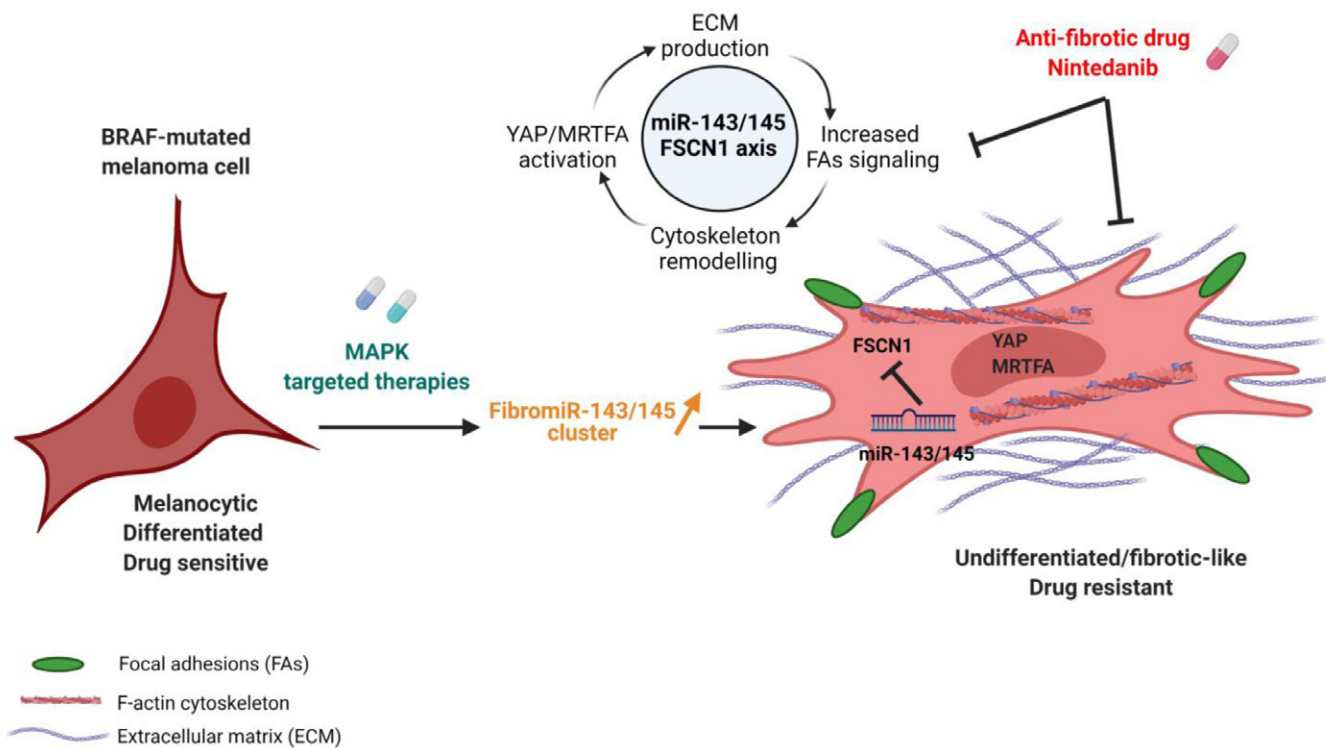 ECM
production
YAP/MRTFA
activation
miR-143/145
FSCN1 axis
Increased
FAs signaling
Cytoskeleton
remodelling
Anti-fibrotic drug
Nintedanib
BRAF-mutated
melanoma cell
MAPK
targeted therapies
FibromiR-143/145
cluster
FSCN1
YAP
MRTFA
miR-143/145
Melanocytic
Differentiated
Drug sensitive
Undifferentiated/fibrotic-like
Drug resistant
Focal adhesions (FAs)
F-actin cytoskeleton
Extracellular matrix (ECM)